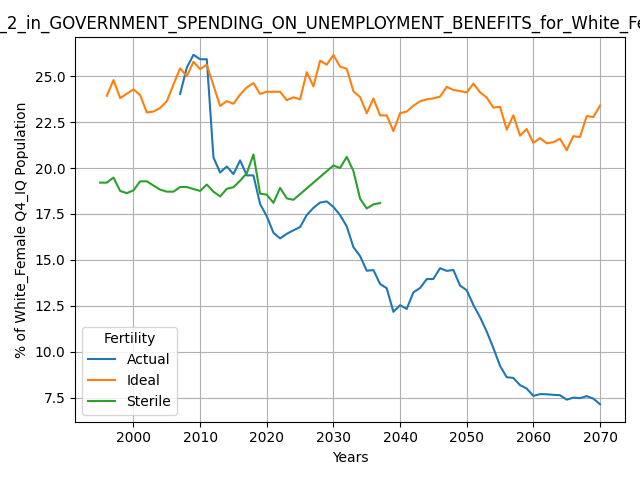 _2_in_GOVERNMENT_SPENDING_ON_UNEMPLOYMENT_BENEFITS_for_White_Fe
% of White_Female Q4_IQ Population
25.0
22.5
20.0
17.5
15.0
12.5
10.0
7.5
Fertility
Actual
Ideal
Sterile
2000 2010 2020 2030 2040 2050 2060 2070
Years